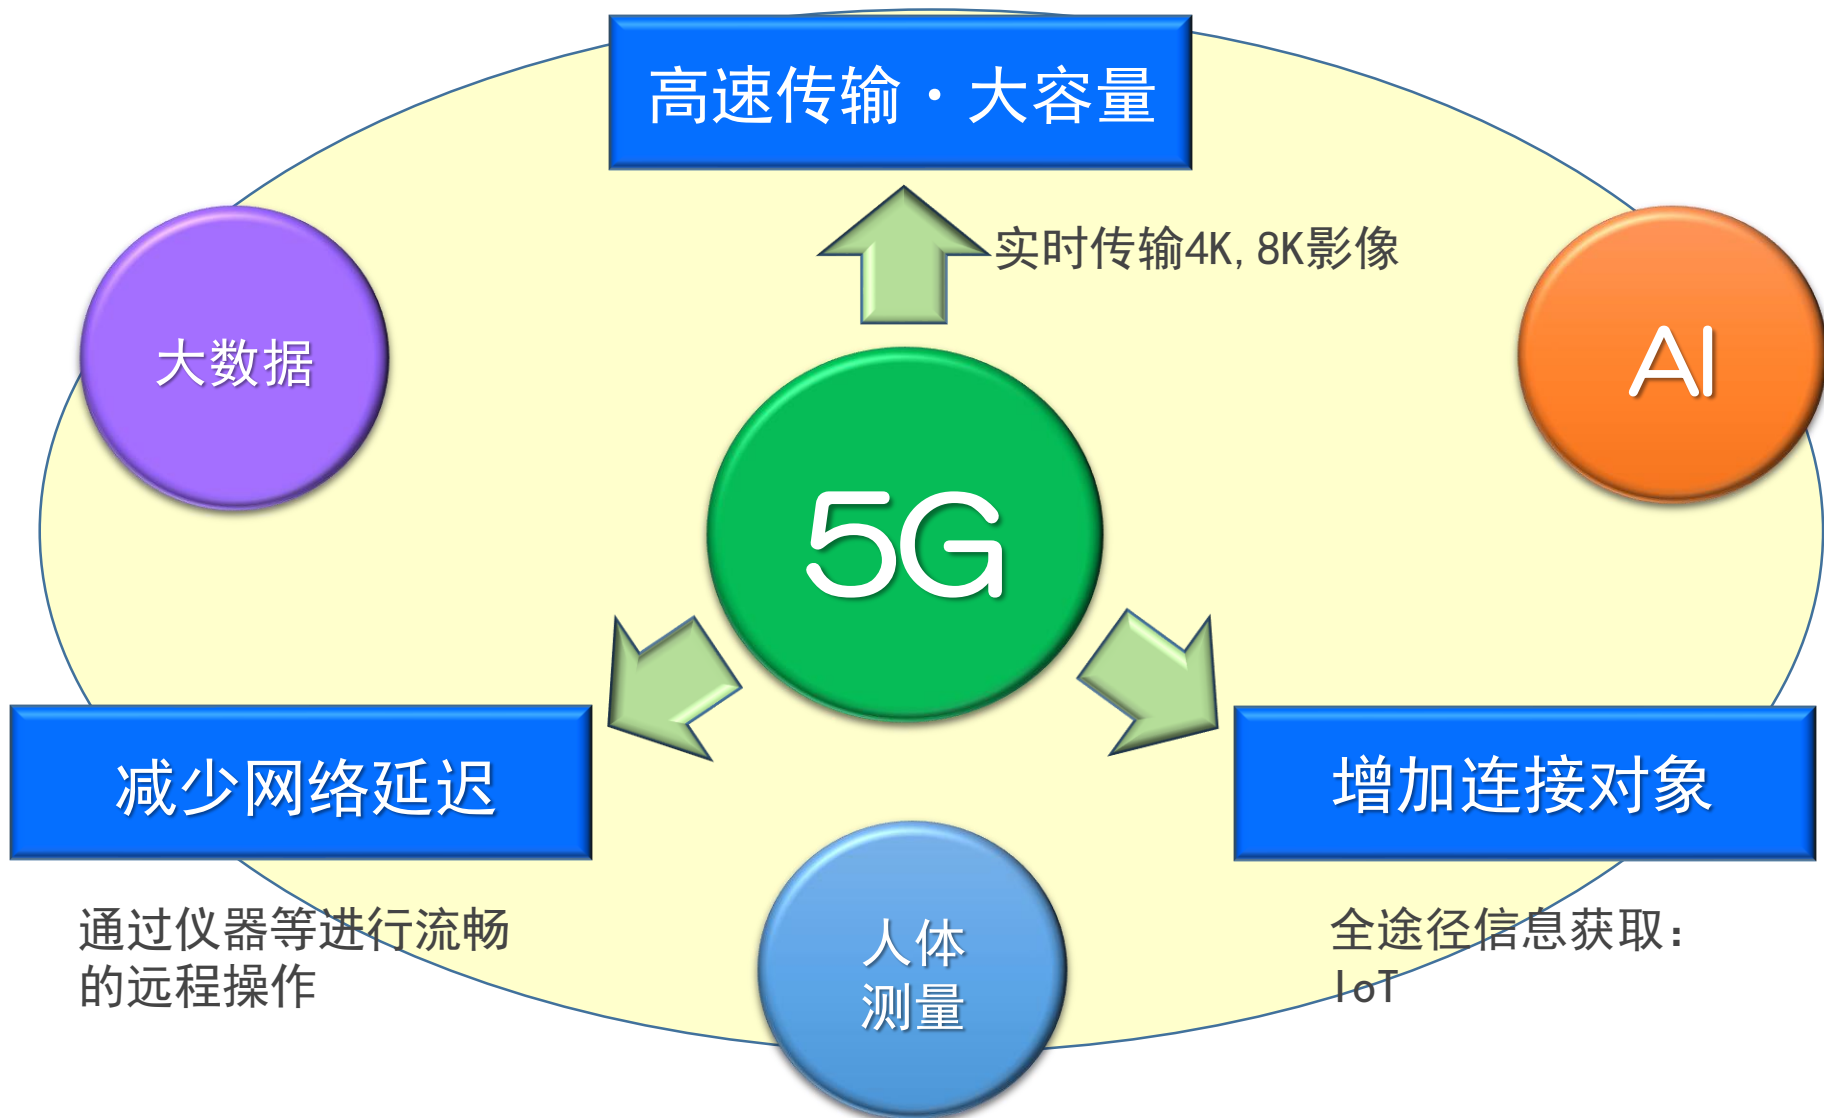 高速传输·大容量
实时传输4K,8K影像
大数据
AI
5G
减少网络延迟
增加连接对象
通过仪器等进行流畅
的远程操作
人体
测量
全途径信息获取:
IoT